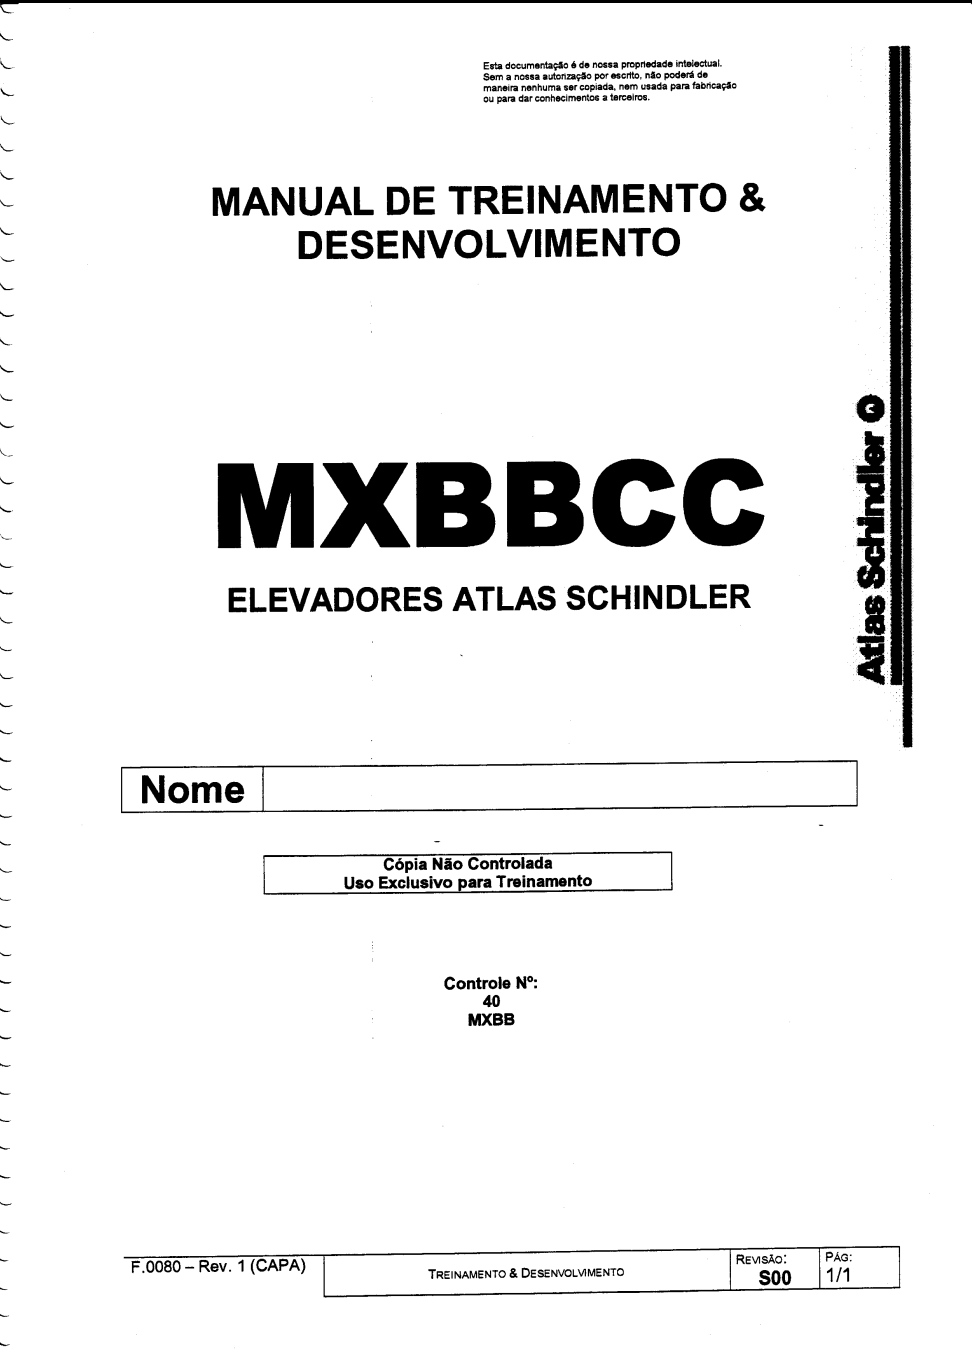 Esta documentação é de nossa propriedade intelectual.
Sem a nossa autorização por escrito, não poderá de
maneira nenhuma ser copiada, nem usada para fabricação
ou para dar conhecimentos a terceiros.
MANUAL DE TREINAMENTO &
DESENVOLVIMENTO
Atlas Schindler
MXBBCC
ELEVADORES ATLAS SCHINDLER
Nome
Cópia Não Controlada
Uso Exclusivo para Treinamento
Controle Nº:
40
MXBB
F.0080 – Rev. 1 (CAPA)
TREINAMENTO & DESENVOLVIMENTO
REVISÃO:
S00
PÁG:
1/1